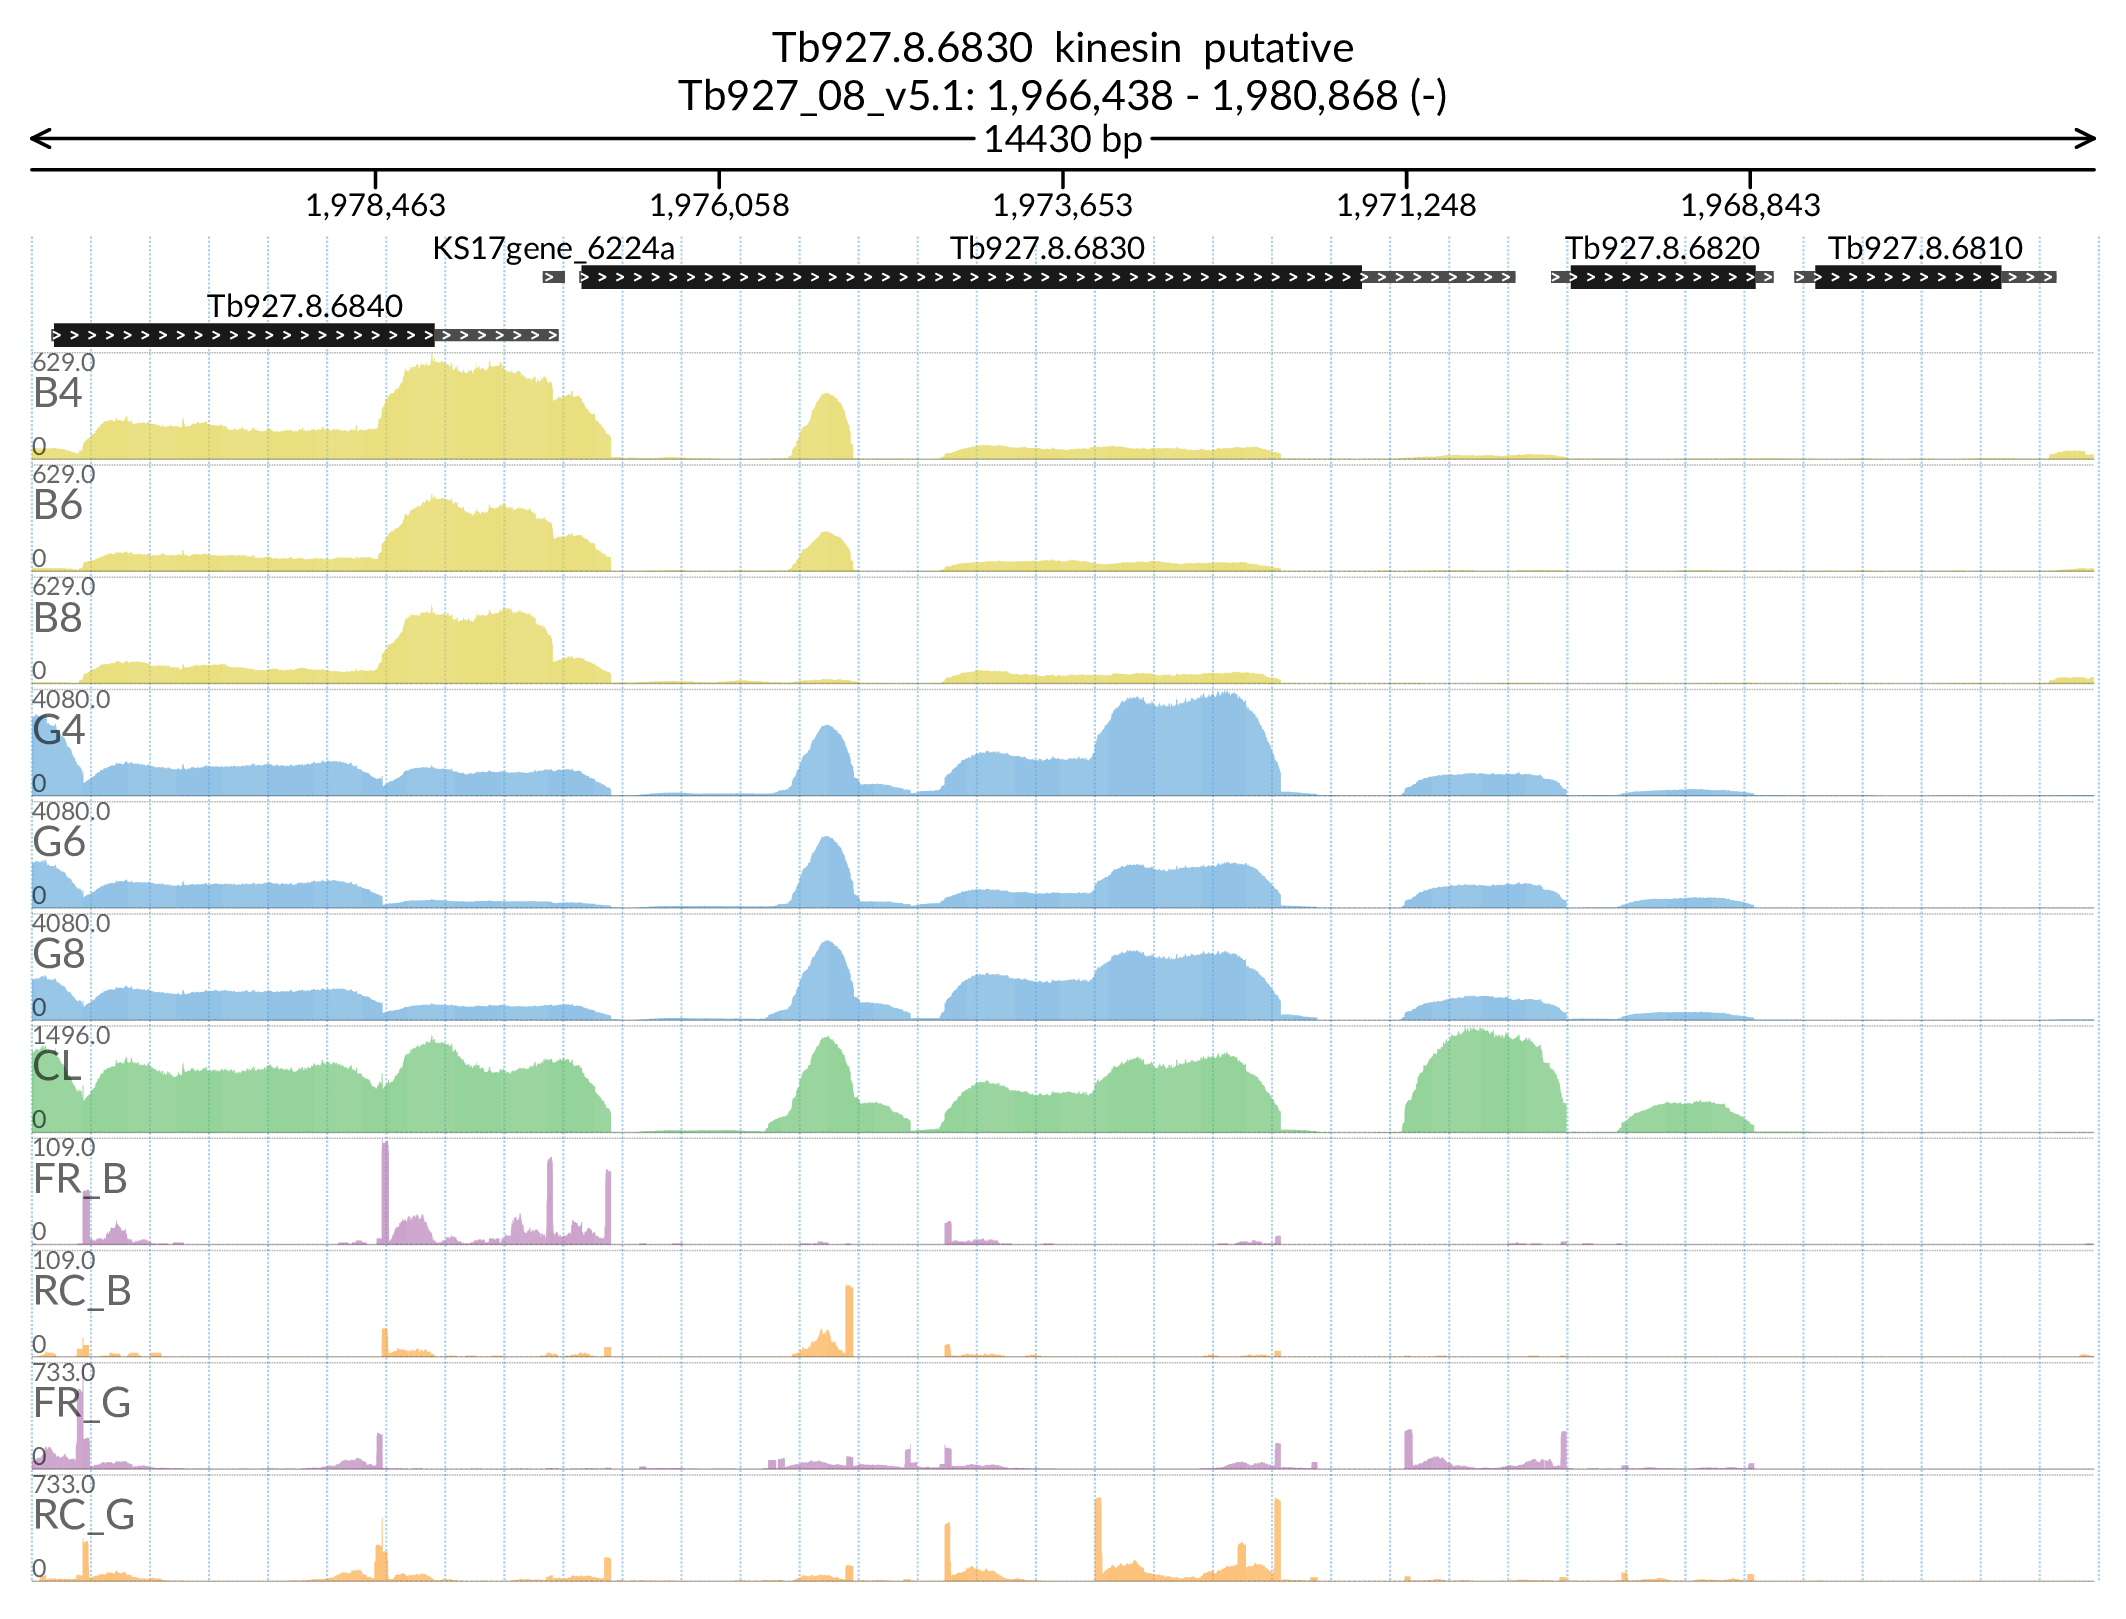 Tb927.8.6830 kinesin putative
Tb927_08_v5.1: 1,966,438 - 1,980,868 (-)
14430 bp
1,978,463 1,976,058 1,973,653 1,971,248 1,968,843
KS17gene_6224a Tb927.8.6830 Tb927.8.6820 Tb927.8.6810
Tb927.8.6840
629.0
B4
0
629.0
B6
0
629.0
B8
0
4080.0
G4
0
4080.0
G6
0
4080.0
G8
0
1496.0
CL
0
109.0
FR_B
0
109.0
RC_B
0
733.0
FR_G
0
733.0
RC_G
0